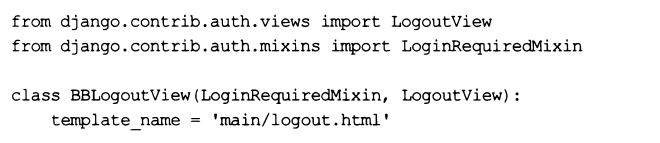 from django.contrib.auth.views import LogoutView
from django.contrib.auth.mixins import LoginRequiredMixin
class BBLogoutView(LoginRequiredMixin, LogoutView):
    template_name = 'main/logout.html'